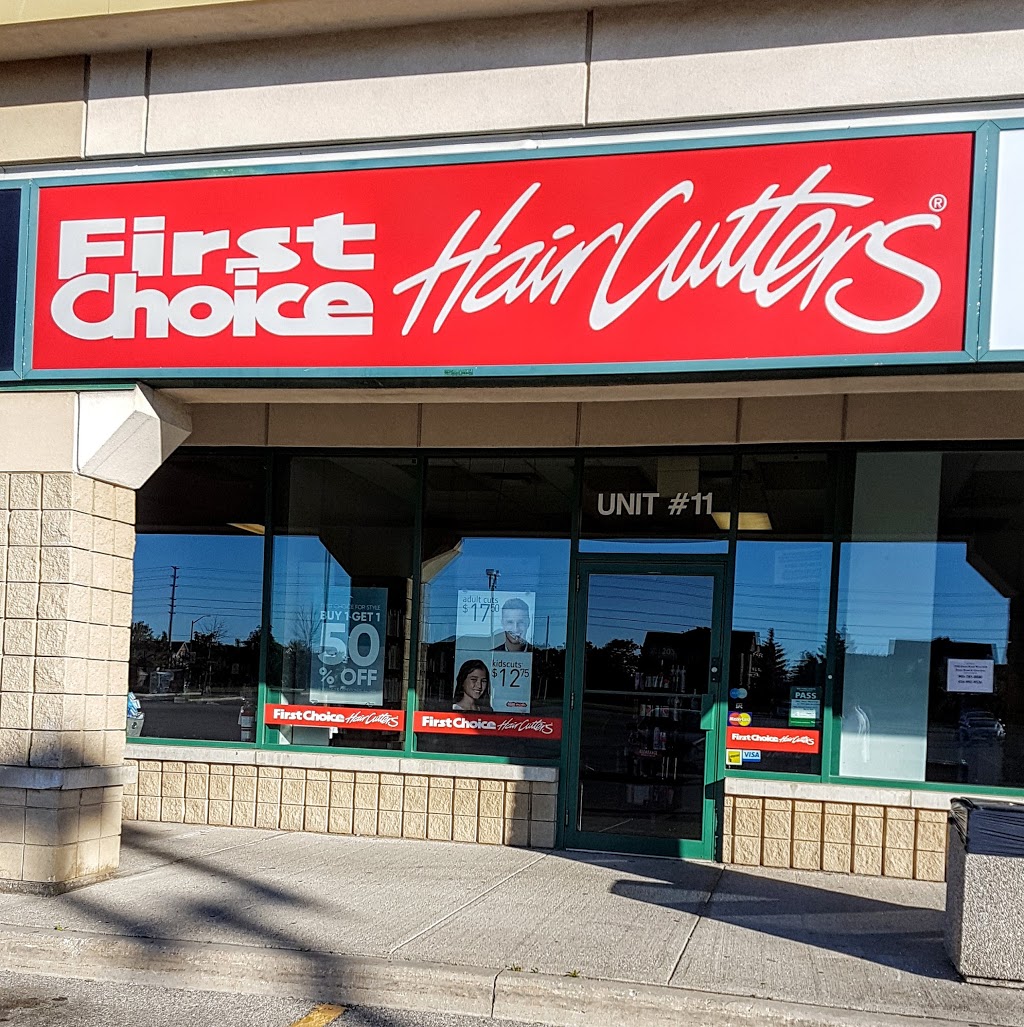 First
Choice
HairCutters®
UNIT #11
BUY 1 GET 1
50
% OFF
adult cuts
$17.50
kidscuts
$12.75
First Choice HairCutters
First Choice HairCutters
PASS
First Choice HairCutters
VISA